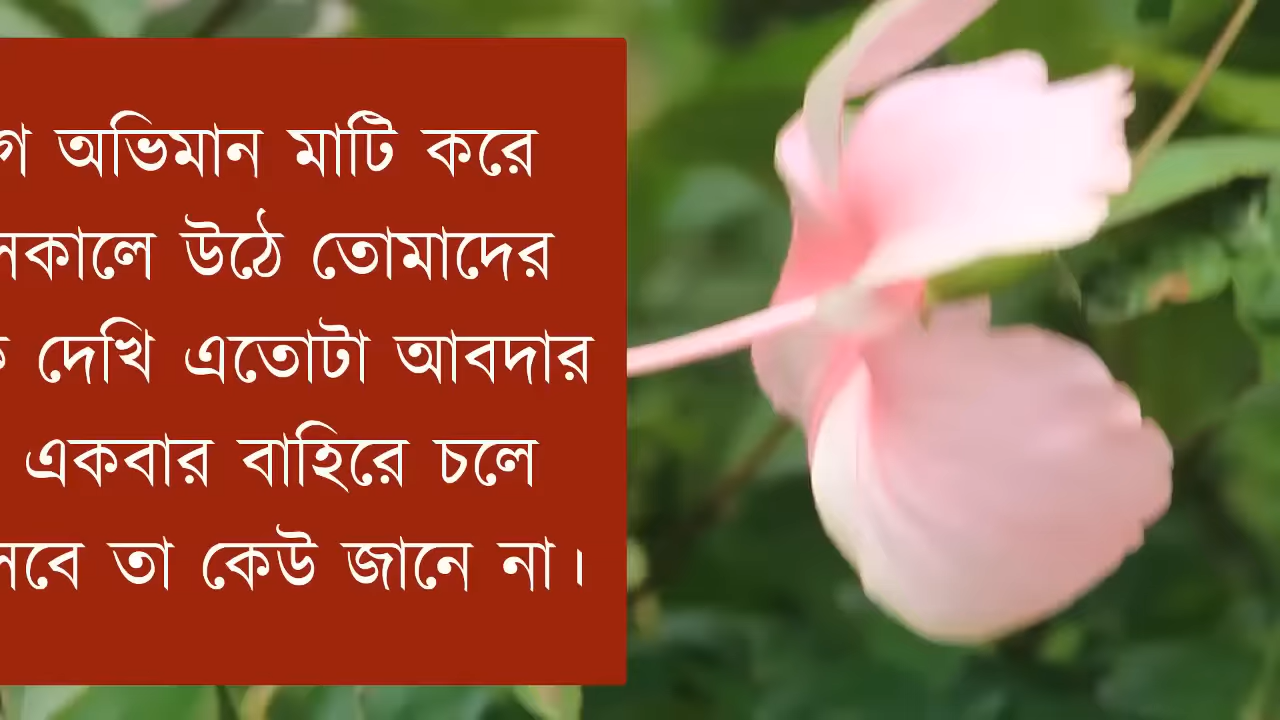 অভিমান মাটি করে
উঠে তোমাদের
দেখি এতোটা আবদার
একবার বাহিরে চলে
তা কেউ জানে না।